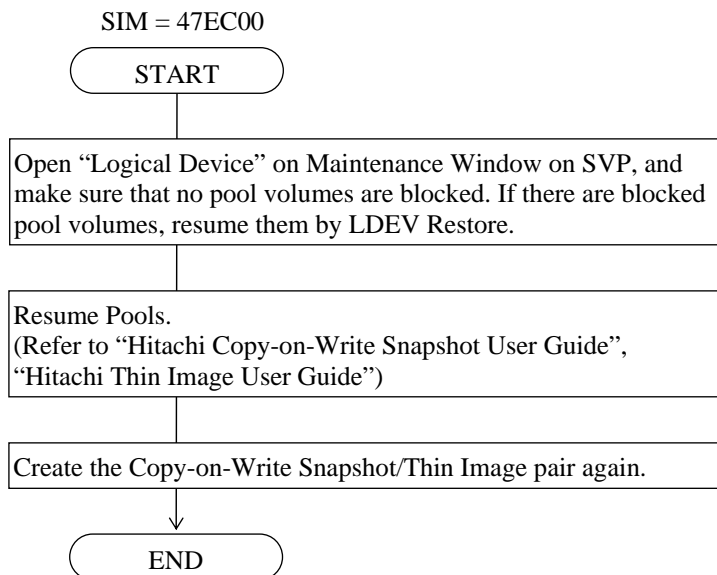 SIM = 47EC00
START
Open “Logical Device” on Maintenance Window on SVP, and
make sure that no pool volumes are blocked. If there are blocked
pool volumes, resume them by LDEV Restore.
Resume Pools.
(Refer to “Hitachi Copy-on-Write Snapshot User Guide”,
“Hitachi Thin Image User Guide”)
Create the Copy-on-Write Snapshot/Thin Image pair again.
END